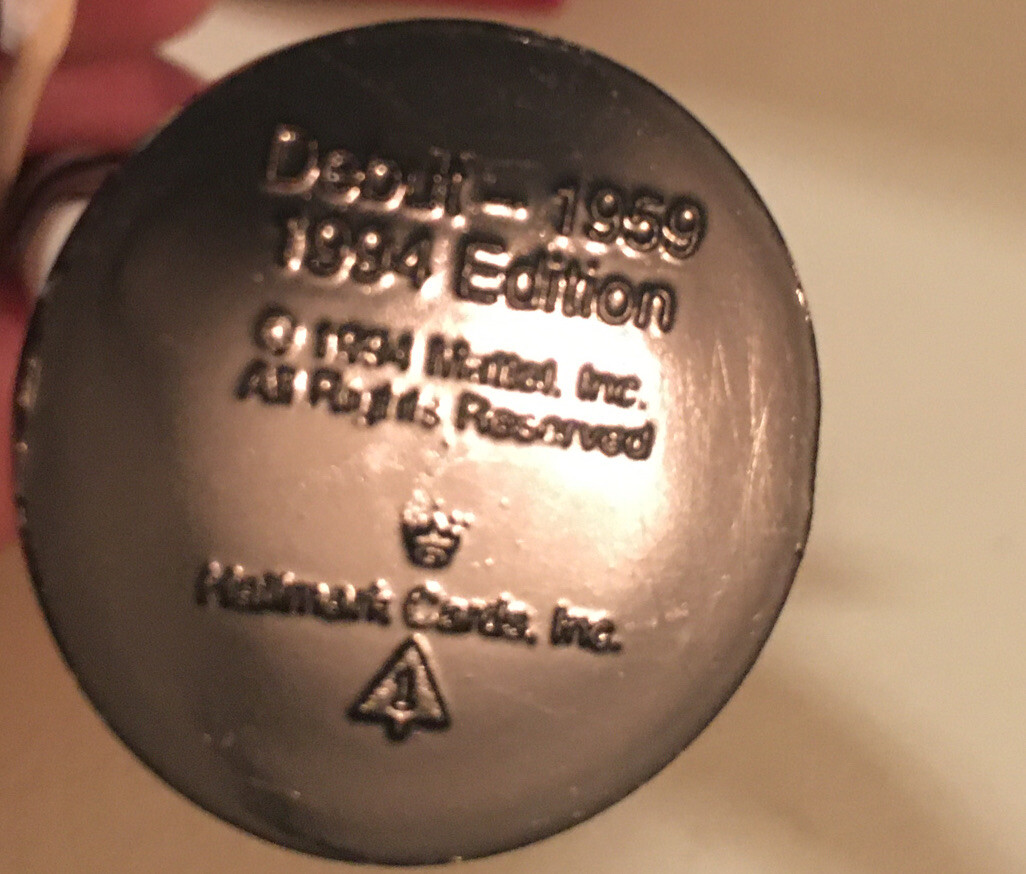 Debut – 1959
1994 Edition
© 1994 Mattel, Inc.
All Rights Reserved
Hallmark Cards, Inc.
1